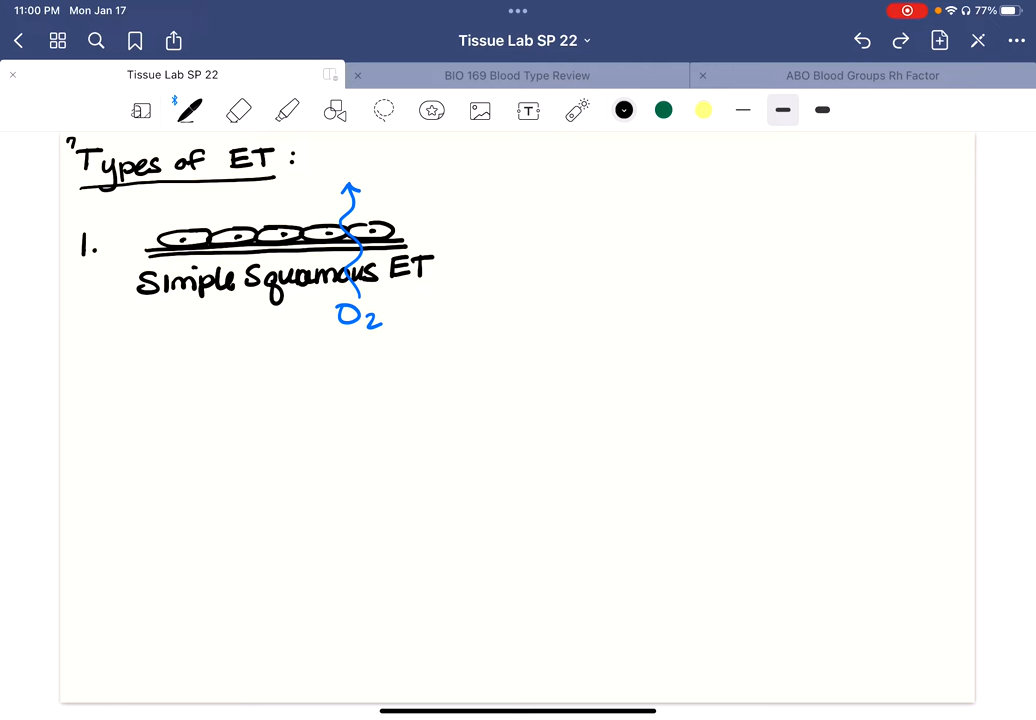 11:00 PM Mon Jan 17
77%
Tissue Lab SP 22
Tissue Lab SP 22
BIO 169 Blood Type Review
ABO Blood Groups Rh Factor
T
Types of ET :
1.
Simple Squamous ET
O2